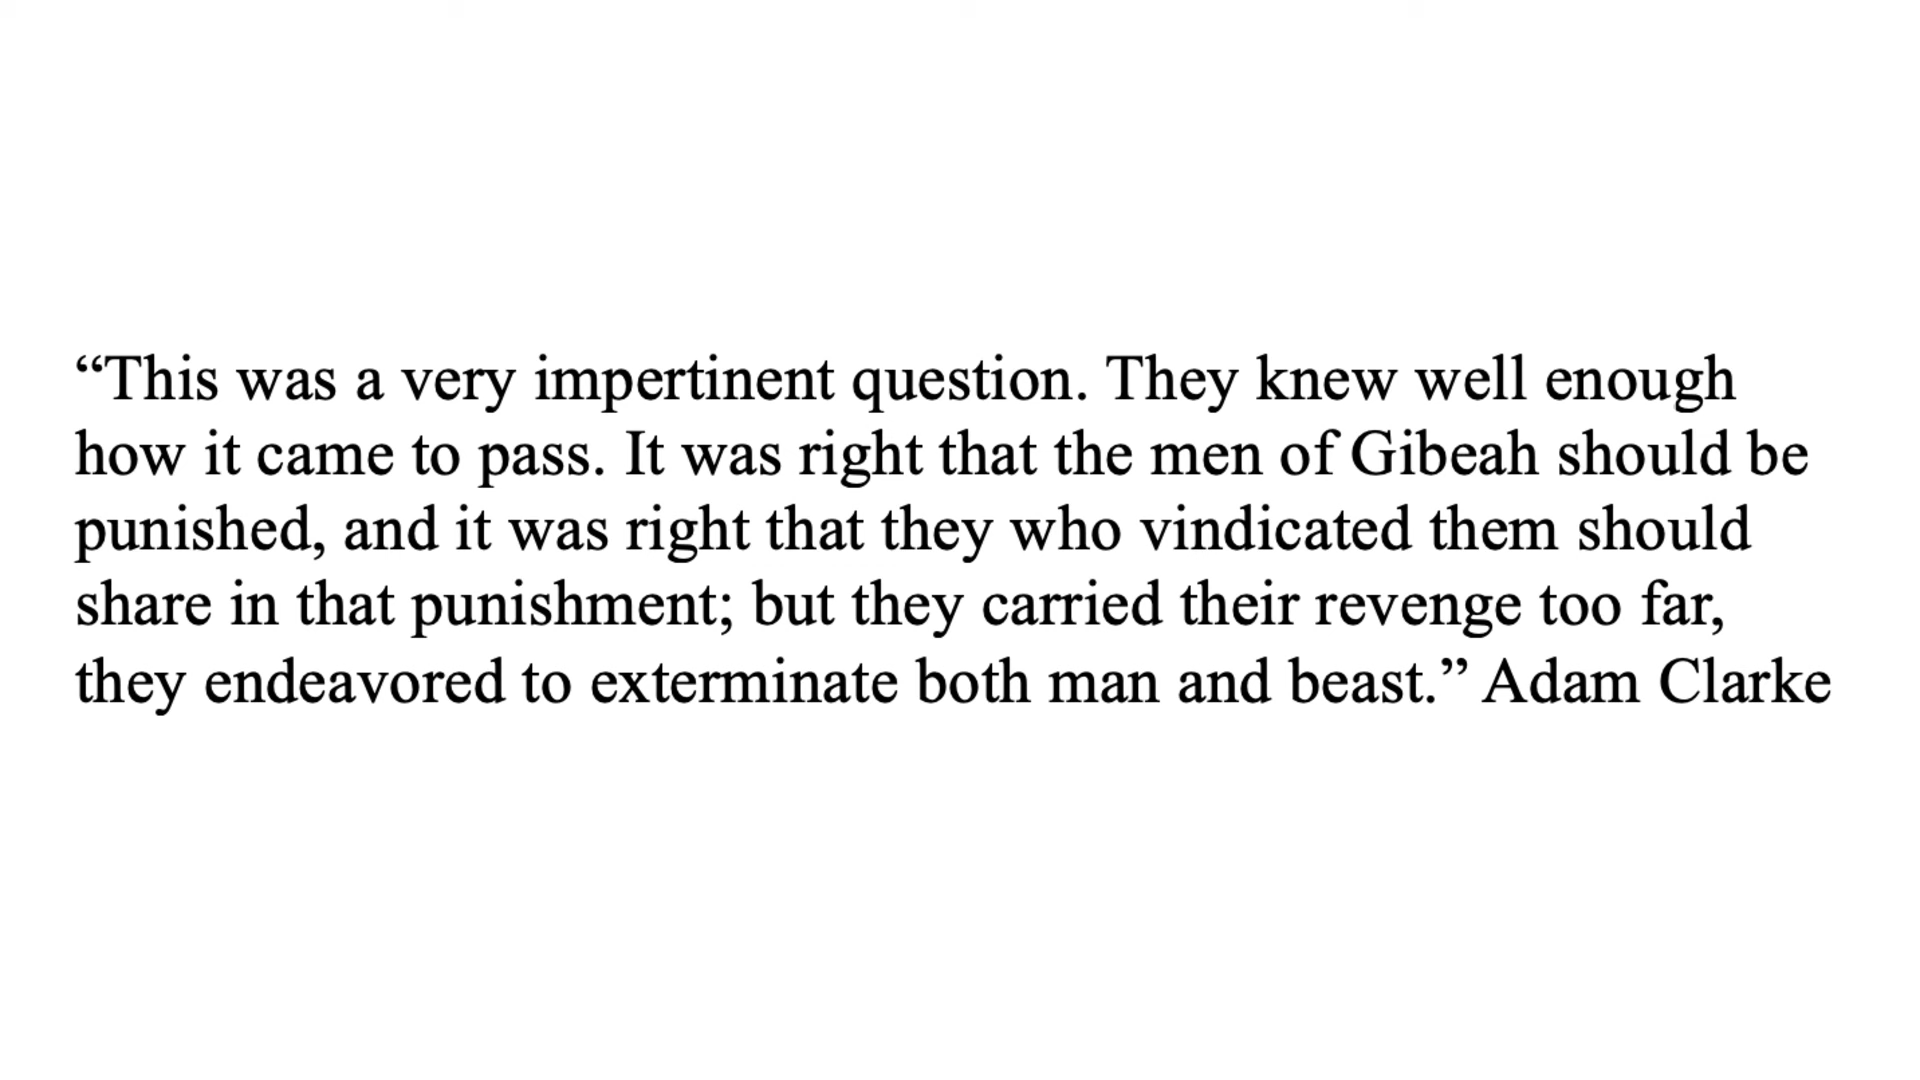 “This was a very impertinent question. They knew well enough
how it came to pass. It was right that the men of Gibeah should be
punished, and it was right that they who vindicated them should
share in that punishment; but they carried their revenge too far,
they endeavored to exterminate both man and beast.” Adam Clarke